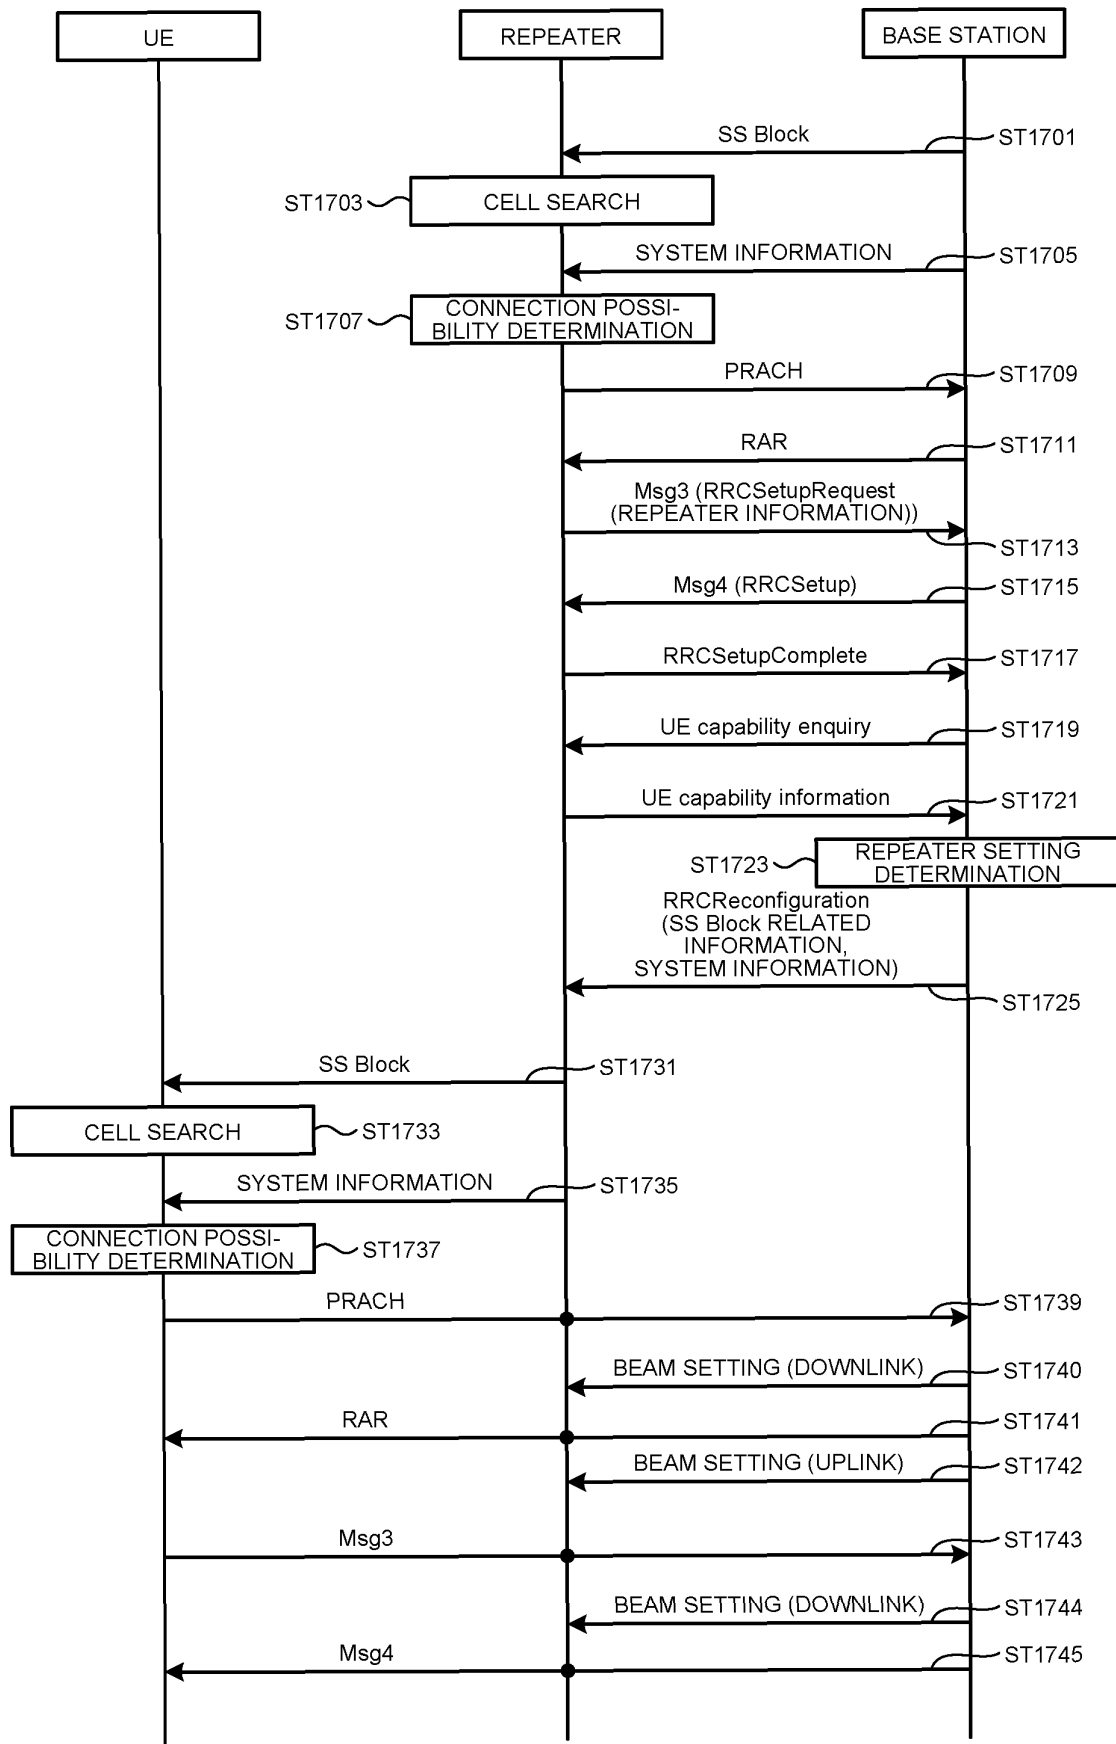 UE
REPEATER
BASE STATION
SS Block
ST1701
ST1703
CELL SEARCH
SYSTEM INFORMATION
ST1705
ST1707
CONNECTION POSSI-
BILITY DETERMINATION
PRACH
ST1709
RAR
ST1711
Msg3 (RRCSetupRequest
(REPEATER INFORMATION))
ST1713
Msg4 (RRCSetup)
ST1715
RRCSetupComplete
ST1717
UE capability enquiry
ST1719
UE capability information
ST1721
ST1723
REPEATER SETTING
DETERMINATION
RRCReconfiguration
(SS Block RELATED
INFORMATION,
SYSTEM INFORMATION)
ST1725
SS Block
ST1731
CELL SEARCH
ST1733
SYSTEM INFORMATION
ST1735
CONNECTION POSSI-
BILITY DETERMINATION
ST1737
PRACH
ST1739
BEAM SETTING (DOWNLINK)
ST1740
RAR
ST1741
BEAM SETTING (UPLINK)
ST1742
Msg3
ST1743
BEAM SETTING (DOWNLINK)
ST1744
Msg4
ST1745